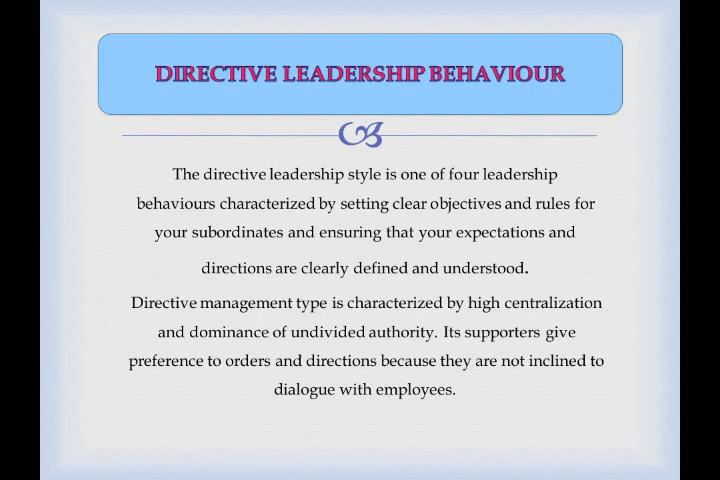 DIRECTIVE LEADERSHIP BEHAVIOUR
The directive leadership style is one of four leadership
behaviours characterized by setting clear objectives and rules for
your subordinates and ensuring that your expectations and
directions are clearly defined and understood.
Directive management type is characterized by high centralization
and dominance of undivided authority. Its supporters give
preference to orders and directions because they are not inclined to
dialogue with employees.